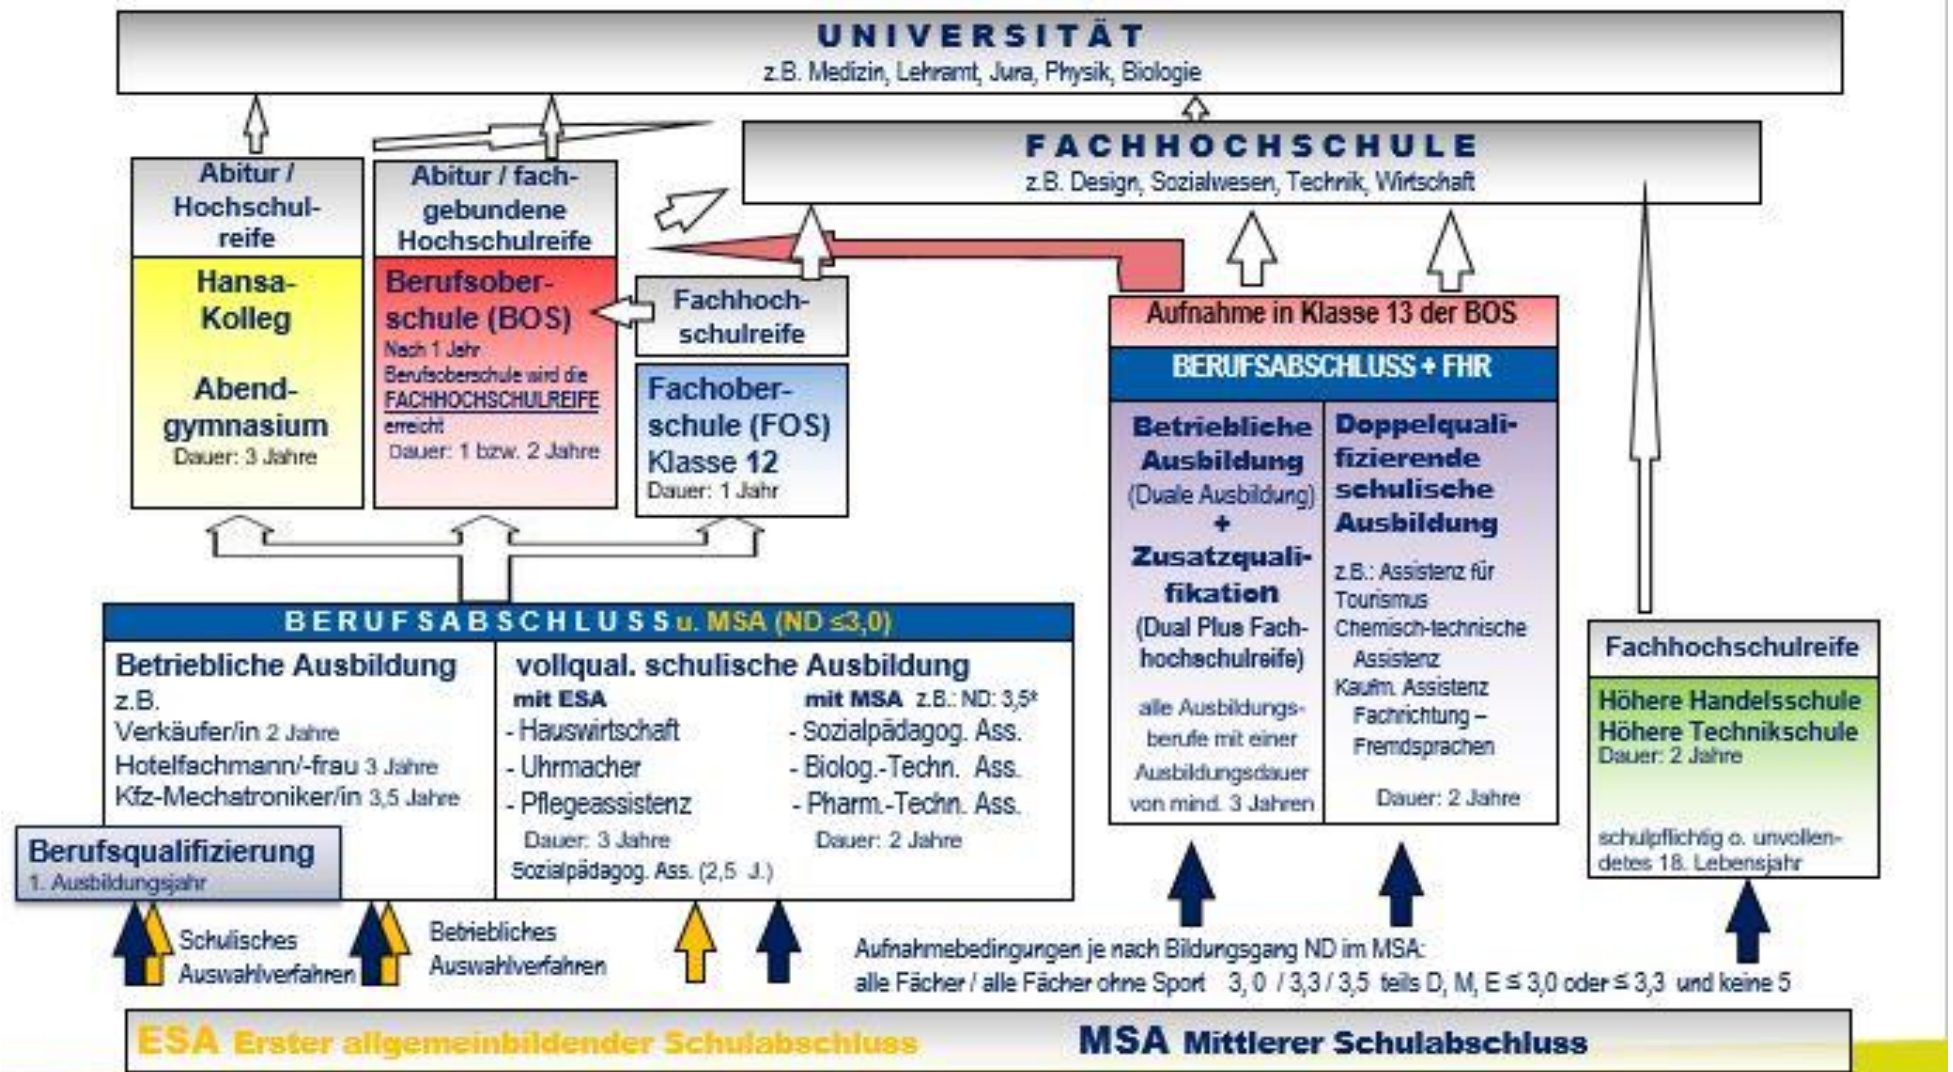 UNIVERSITÄT
z.B. Medizin, Lehramt, Jura, Physik, Biologie
FACHHOCHSCHULE
z.B. Design, Sozialwesen, Technik, Wirtschaft
Abitur /
Hochschul-
reife
Hansa-
Kolleg
Abend-
gymnasium
Dauer: 3 Jahre
Abitur / fach-
gebundene
Hochschulreife
Berufsober-
schule (BOS)
Nach 1 Jahr
Berufsoberschule wird die
FACHHOCHSCHULREIFE
erreicht
Dauer: 1 bzw. 2 Jahre
Fachhoch-
schulreife
Fachober-
schule (FOS)
Klasse 12
Dauer: 1 Jahr
Aufnahme in Klasse 13 der BOS
BERUFSABSCHLUSS + FHR
Betriebliche
Ausbildung
(Duale Ausbildung)
+
Zusatzquali-
fikation
(Dual Plus Fach-
hochschulreife)
alle Ausbildungs-
berufe mit einer
Ausbildungsdauer
von mind. 3 Jahren
Doppelquali-
fizierende
schulische
Ausbildung
z.B.: Assistenz für
Tourismus
Chemisch-technische
Assistenz
Kaufm. Assistenz
Fachrichtung –
Fremdsprachen
Dauer: 2 Jahre
Fachhochschulreife
Höhere Handelsschule
Höhere Technikschule
Dauer: 2 Jahre
schulpflichtig o. unvollen-
detes 18. Lebensjahr
BERUFSABSCHLUSS u. MSA (ND ≤3,0)
Betriebliche Ausbildung
z.B.
Verkäufer/in 2 Jahre
Hotelfachmann/-frau 3 Jahre
Kfz-Mechatroniker/in 3,5 Jahre
Berufsqualifizierung
1. Ausbildungsjahr
vollqual. schulische Ausbildung
mit ESA
- Hauswirtschaft
- Uhrmacher
- Pflegeassistenz
Dauer: 3 Jahre
Sozialpädagog. Ass. (2,5 J.)
mit MSA z.B.: ND: 3,5*
- Sozialpädagog. Ass.
- Biolog.-Techn. Ass.
- Pharm.-Techn. Ass.
Dauer: 2 Jahre
Schulisches
Auswahlverfahren
Betriebliches
Auswahlverfahren
Aufnahmebedingungen je nach Bildungsgang ND im MSA:
alle Fächer / alle Fächer ohne Sport 3, 0 / 3,3 / 3,5 teils D, M, E ≤ 3,0 oder ≤ 3,3 und keine 5
ESA Erster allgemeinbildender Schulabschluss
MSA Mittlerer Schulabschluss